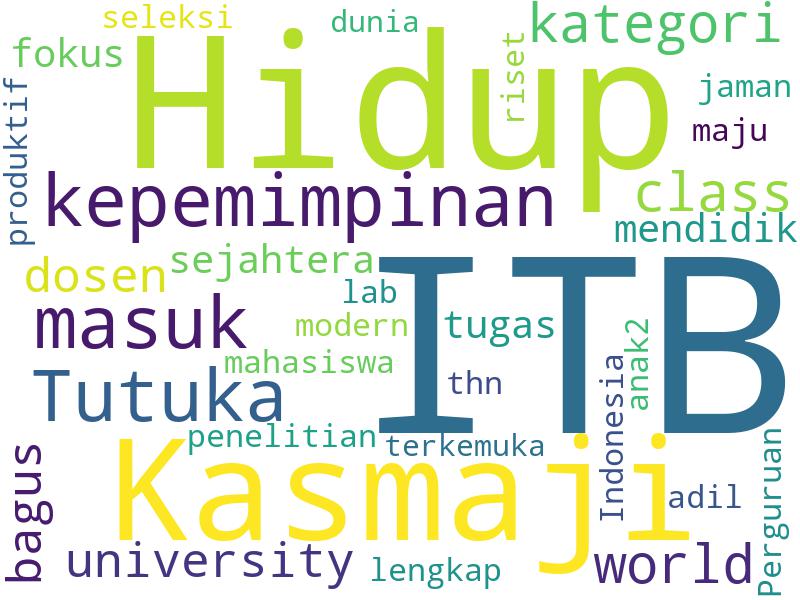 seleksi
dunia
kategori
fokus
Hidup
riset
jaman
maju
produktif
kepemimpinan
class
mendidik
dosen
sejahtera
ITB
lab
masuk
modern
tugas
anak2
mahasiswa
Tutuka
thn
Indonesia
penelitian
terkemuka
Kasmaji
bagus
adil
Perguruan
university
lengkap
world